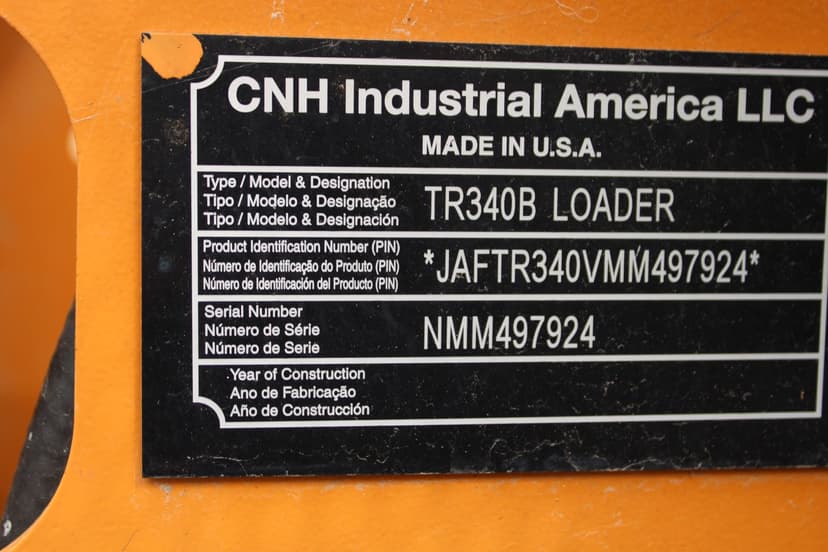 CNH Industrial America LLC
MADE IN U.S.A.
Type / Model & Designation
Tipo / Modelo & Designação
Tipo / Modelo & Designación
TR340B LOADER
Product Identification Number (PIN)
Número de Identificação do Produto (PIN)
Número de Identificación del Producto (PIN)
*JAFTR340VMM497924*
Serial Number
Número de Série
Número de Serie
NMM497924
Year of Construction
Ano de Fabricação
Año de Construcción